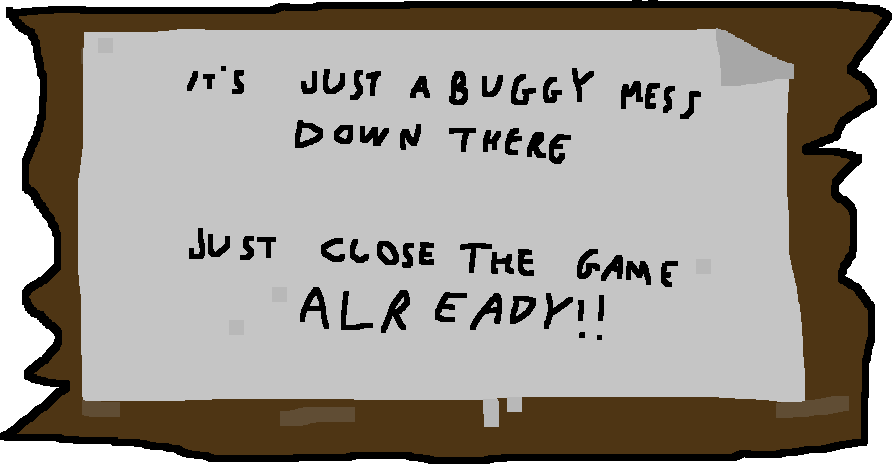 IT'S JUST A BUGGY MESS
DOWN THERE
JUST CLOSE THE GAME
ALREADY!!